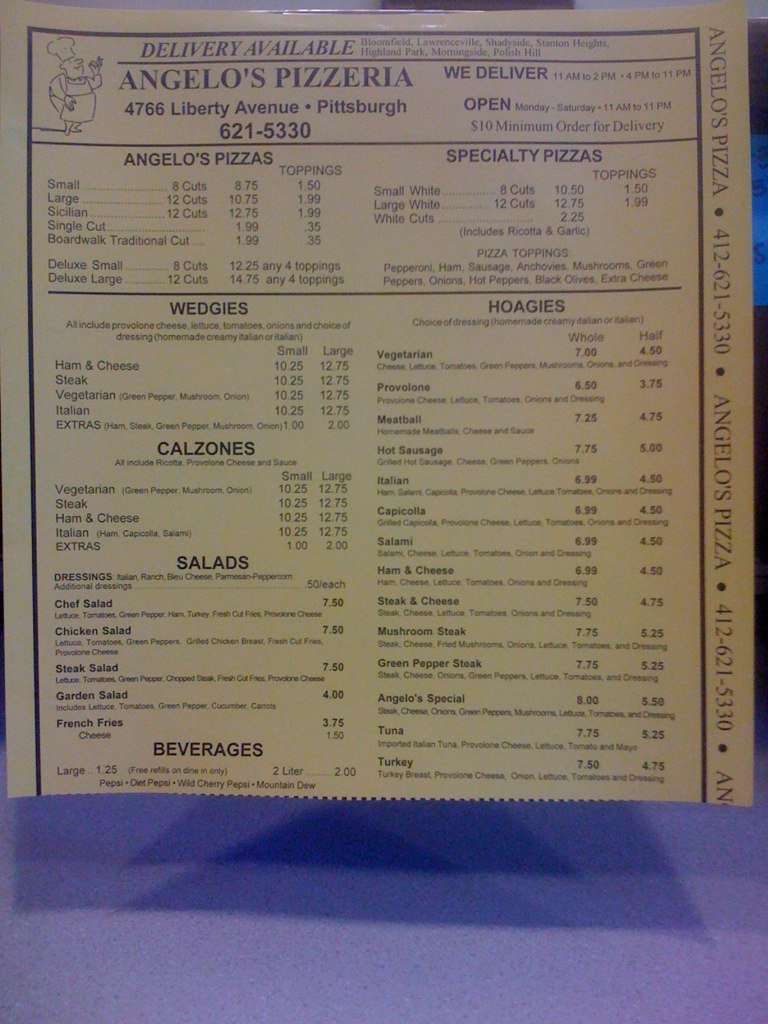 DELIVERY AVAILABLE Bloomfield, Lawrenceville, Shadyside, Stanton Heights,
Highland Park, Morningside, Polish Hill
ANGELO'S PIZZERIA
4766 Liberty Avenue • Pittsburgh
621-5330
WE DELIVER 11 AM to 2 PM • 4 PM to 11 PM
OPEN Monday - Saturday • 11 AM to 11 PM
$10 Minimum Order for Delivery
ANGELO'S PIZZAS
TOPPINGS
Small 8 Cuts 8.75 1.50
Large 12 Cuts 10.75 1.99
Sicilian 12 Cuts 12.75 1.99
Single Cut 1.99 .35
Boardwalk Traditional Cut 1.99 .35
Deluxe Small 8 Cuts 12.25 any 4 toppings
Deluxe Large 12 Cuts 14.75 any 4 toppings
SPECIALTY PIZZAS
TOPPINGS
Small White 8 Cuts 10.50 1.50
Large White 12 Cuts 12.75 1.99
White Cuts 2.25
(Includes Ricotta & Garlic)
PIZZA TOPPINGS:
Pepperoni, Ham, Sausage, Anchovies, Mushrooms, Green
Peppers, Onions, Hot Peppers, Black Olives, Extra Cheese
WEDGIES
All include provolone cheese, lettuce, tomatoes, onions and choice of
dressing (homemade creamy italian or italian)
Small Large
Ham & Cheese 10.25 12.75
Steak 10.25 12.75
Vegetarian (Green Pepper, Mushroom, Onion) 10.25 12.75
Italian 10.25 12.75
EXTRAS (Ham, Steak, Green Pepper, Mushroom, Onion) 1.00 2.00
CALZONES
All include Ricotta, Provolone Cheese and Sauce
Small Large
Vegetarian (Green Pepper, Mushroom, Onion) 10.25 12.75
Steak 10.25 12.75
Ham & Cheese 10.25 12.75
Italian (Ham, Capicolla, Salami) 10.25 12.75
EXTRAS 1.00 2.00
SALADS
DRESSINGS: Italian, Ranch, Bleu Cheese, Parmesan-Peppercorn
Additional dressings .50/each
Chef Salad 7.50
Lettuce, Tomatoes, Green Pepper, Ham, Turkey, Fresh Cut Fries, Provolone Cheese
Chicken Salad 7.50
Lettuce, Tomatoes, Green Peppers, Grilled Chicken Breast, Fresh Cut Fries,
Provolone Cheese
Steak Salad 7.50
Lettuce, Tomatoes, Green Pepper, Chopped Steak, Fresh Cut Fries, Provolone Cheese
Garden Salad 4.00
Includes Lettuce, Tomatoes, Green Pepper, Cucumber, Carrots
French Fries 3.75
Cheese 1.50
BEVERAGES
Large .. 1.25 (Free refills on dine in only) 2 Liter 2.00
Pepsi • Diet Pepsi • Wild Cherry Pepsi • Mountain Dew
HOAGIES
Choice of dressing (homemade creamy italian or italian)
Whole Half
Vegetarian 7.00 4.50
Cheese, Lettuce, Tomatoes, Green Peppers, Mushrooms, Onions, and Dressing
Provolone 6.50 3.75
Provolone Cheese, Lettuce, Tomatoes, Onions and Dressing
Meatball 7.25 4.75
Homemade Meatballs, Cheese and Sauce
Hot Sausage 7.75 5.00
Grilled Hot Sausage, Cheese, Green Peppers, Onions
Italian 6.99 4.50
Ham, Salami, Capicolla, Provolone Cheese, Lettuce, Tomatoes, Onions and Dressing
Capicolla 6.99 4.50
Grilled Capicolla, Provolone Cheese, Lettuce, Tomatoes, Onions, and Dressing
Salami 6.99 4.50
Salami, Cheese, Lettuce, Tomatoes, Onion and Dressing
Ham & Cheese 6.99 4.50
Ham, Cheese, Lettuce, Tomatoes, Onions and Dressing
Steak & Cheese 7.50 4.75
Steak, Cheese, Lettuce, Tomatoes, Onions and Dressing
Mushroom Steak 7.75 5.25
Steak, Cheese, Fried Mushrooms, Onions, Lettuce, Tomatoes, and Dressing
Green Pepper Steak 7.75 5.25
Steak, Cheese, Onions, Green Peppers, Lettuce, Tomatoes, and Dressing
Angelo's Special 8.00 5.50
Steak, Cheese, Onions, Green Peppers, Mushrooms, Lettuce, Tomatoes, and Dressing
Tuna 7.75 5.25
Imported Italian Tuna, Provolone Cheese, Lettuce, Tomato and Mayo
Turkey 7.50 4.75
Turkey Breast, Provolone Cheese, Onion, Lettuce, Tomatoes and Dressing
ANGELO'S PIZZA • 412-621-5330 • ANGELO'S PIZZA • 412-621-5330 • AN